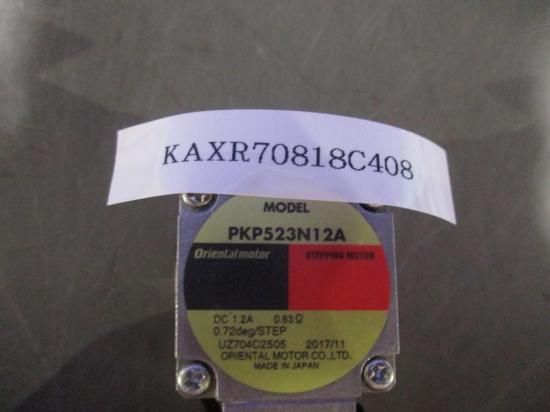 KAXR70818C408
MODEL
PKP523N12A
Orientalmotor STEPPING MOTOR
DC 1.2A 0.63Ω
0.72deg/STEP
UZ704C2505 2017/11
ORIENTAL MOTOR CO.,LTD.
MADE IN JAPAN